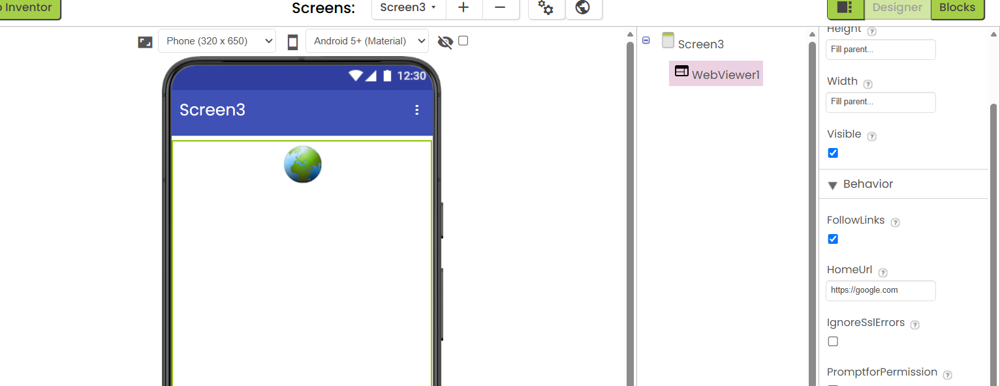 Inventor
Screens:
Screen3
Designer
Blocks
Phone (320 x 650)
Android 5+ (Material)
12:30
Screen3
Screen3
WebViewer1
Height
Fill parent...
Width
Fill parent...
Visible
Behavior
FollowLinks
HomeUrl
https://google.com
IgnoreSslErrors
PromptforPermission